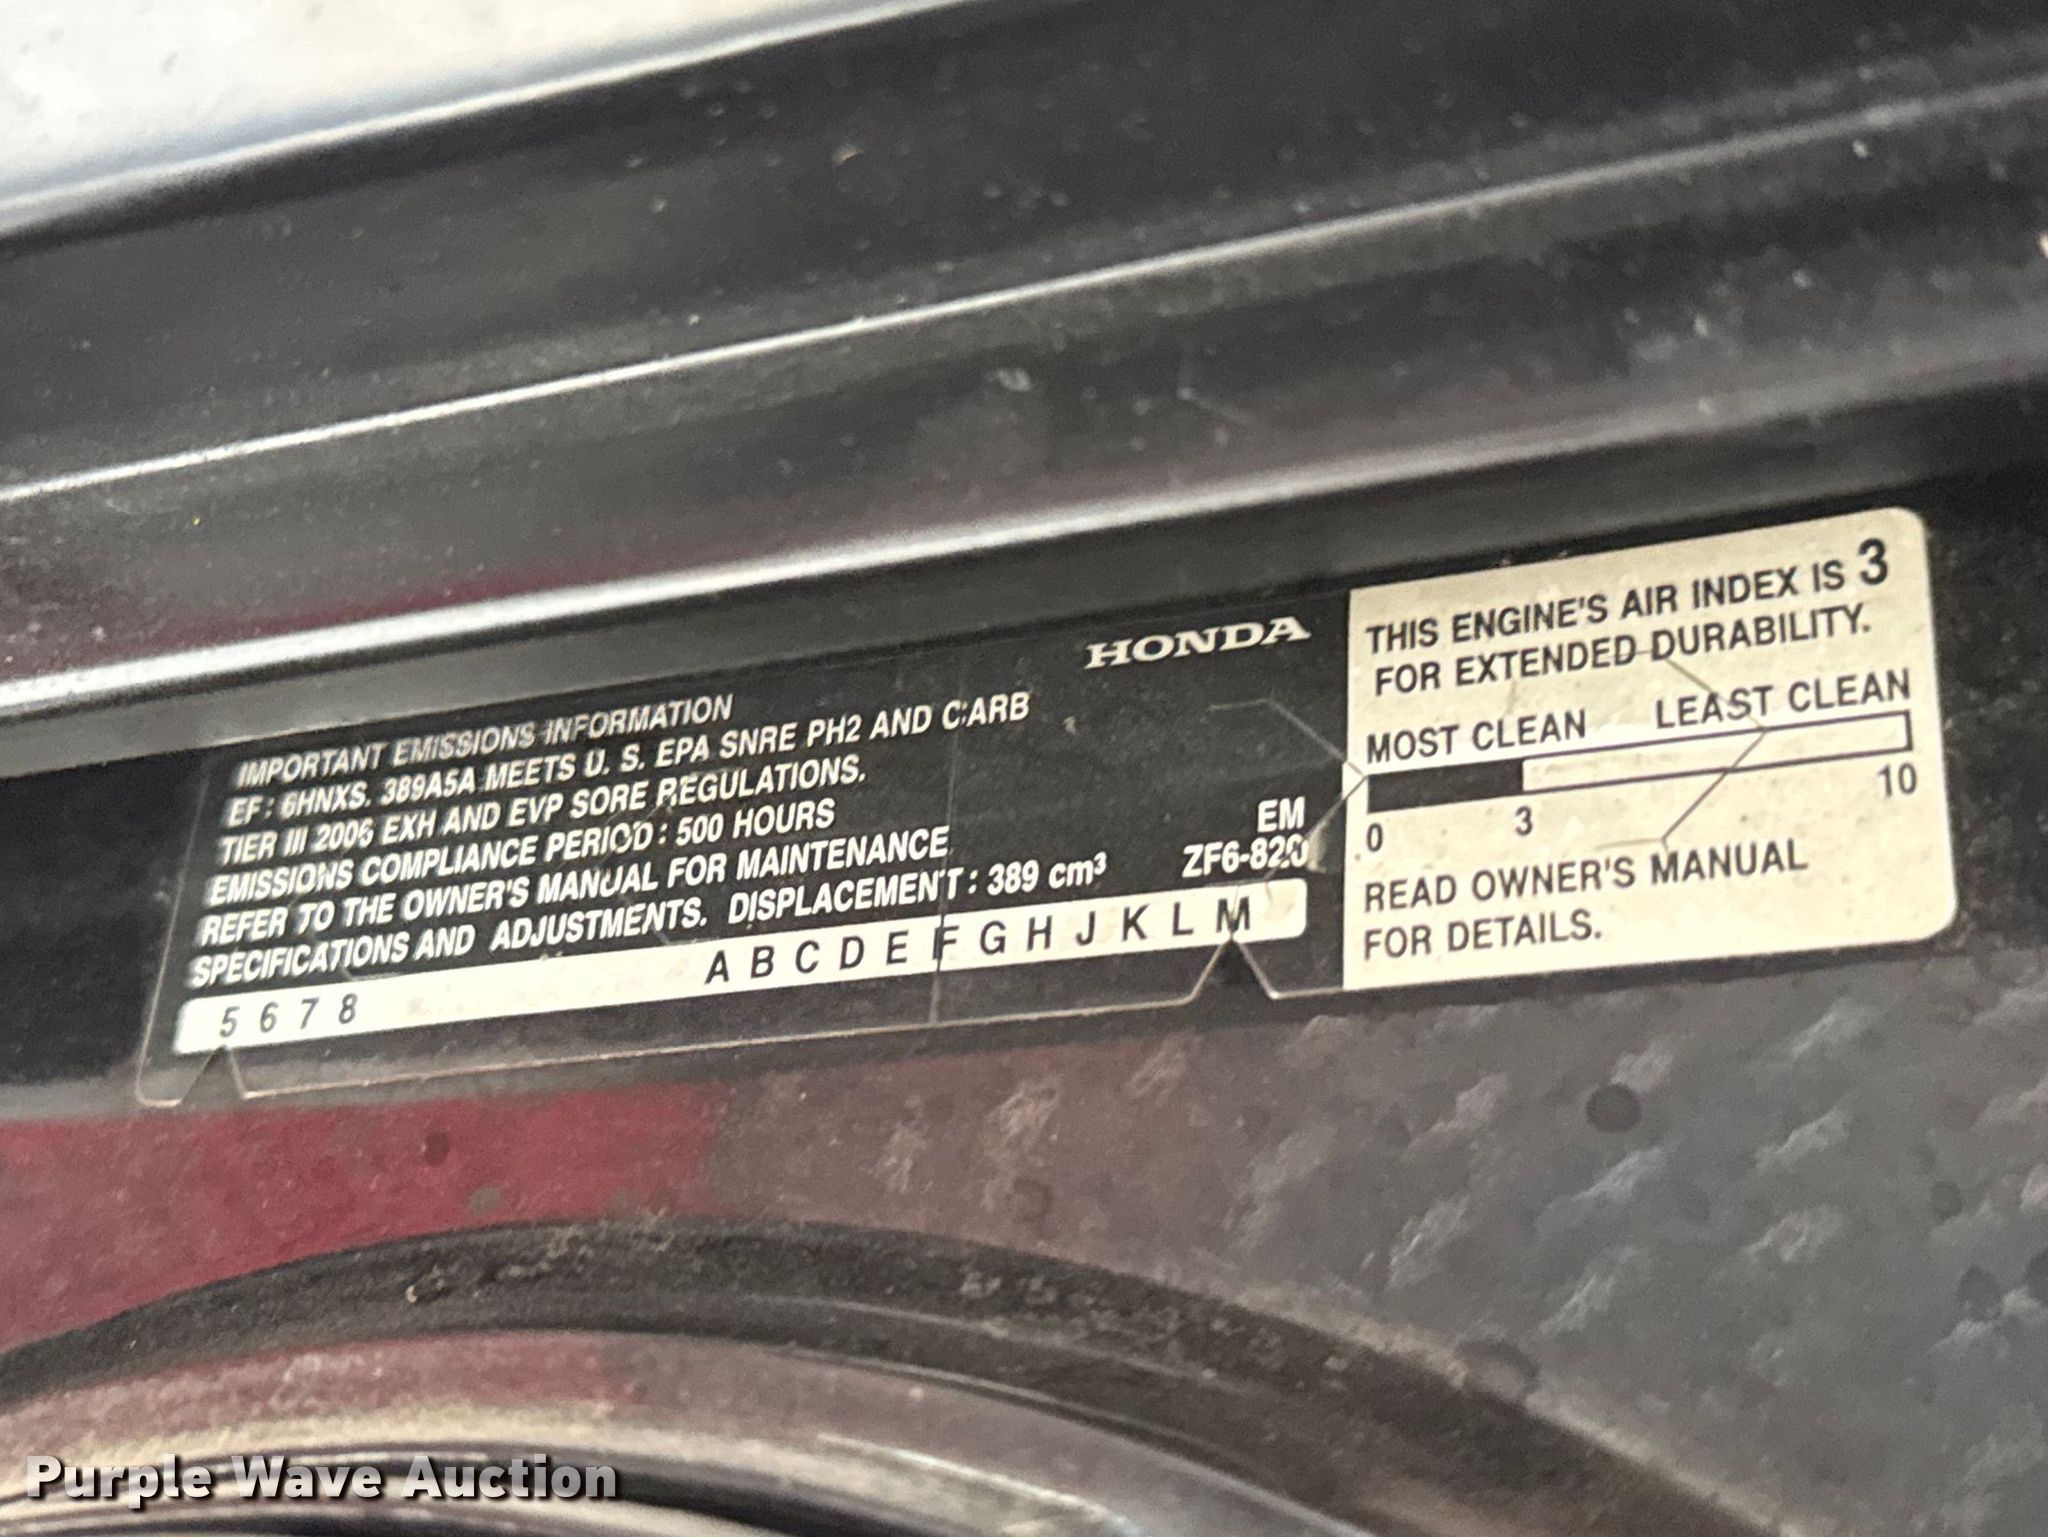 HONDA
IMPORTANT EMISSIONS INFORMATION
EF: 6HNXS. 389A5A MEETS U. S. EPA SNRE PH2 AND CARB
TIER III 2006 EXH AND EVP SORE REGULATIONS.
EMISSIONS COMPLIANCE PERIOD: 500 HOURS
REFER TO THE OWNER'S MANUAL FOR MAINTENANCE
SPECIFICATIONS AND ADJUSTMENTS. DISPLACEMENT: 389 cm³
EM
ZF6-820
5 6 7 8 A B C D E F G H J K L M
THIS ENGINE'S AIR INDEX IS 3
FOR EXTENDED DURABILITY.
MOST CLEAN LEAST CLEAN
0 3 10
READ OWNER'S MANUAL
FOR DETAILS.
Purple Wave Auction